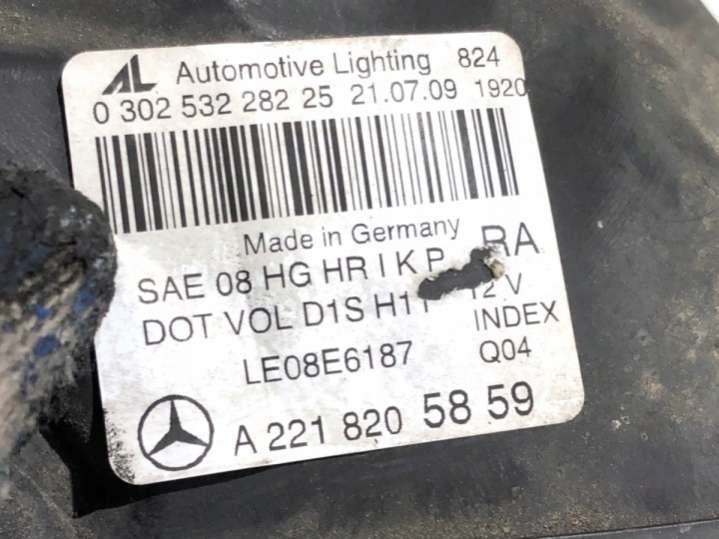 AL Automotive Lighting 824
0 302 532 282 25 21.07.09 1920
Made in Germany
SAE 08 HG HR I K P RA
DOT VOL D1S 12 V
LE08E6187 INDEX
Q04
A 221 820 58 59